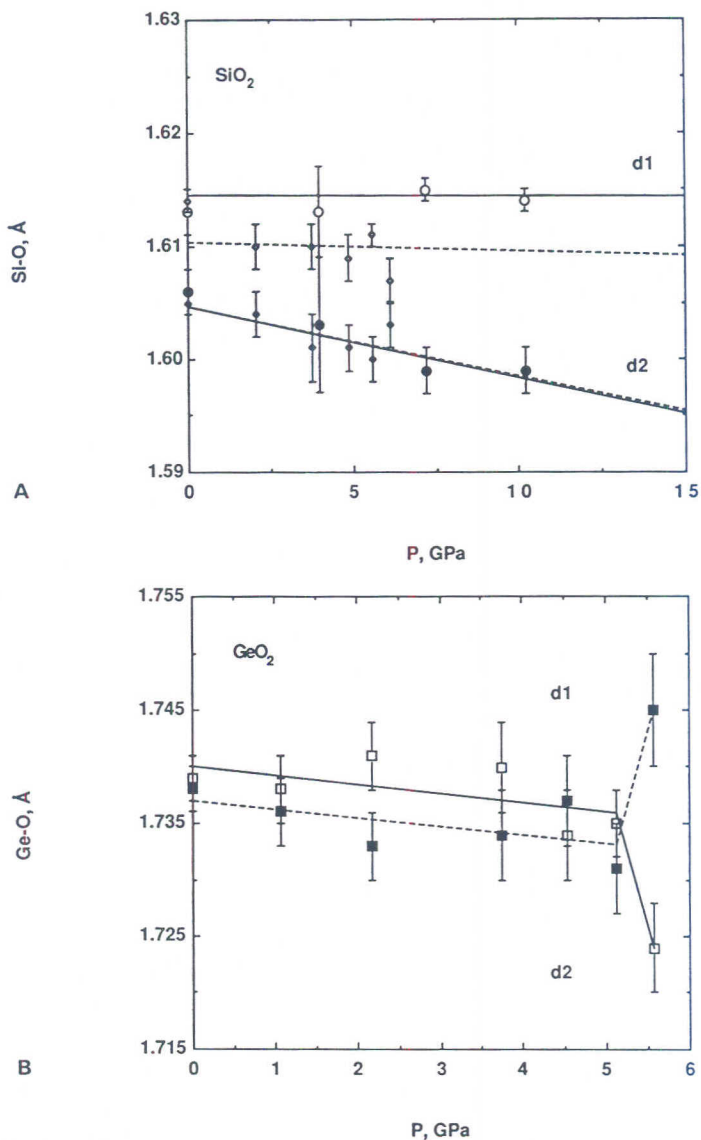 1.63
SiO2
1.62
d1
Si-O, Å
1.61
1.60
d2
1.59
A
0 5 10 15
P, GPa
1.755
GeO2
d1
1.745
Ge-O, Å
1.735
1.725
d2
1.715
B
0 1 2 3 4 5 6
P, GPa